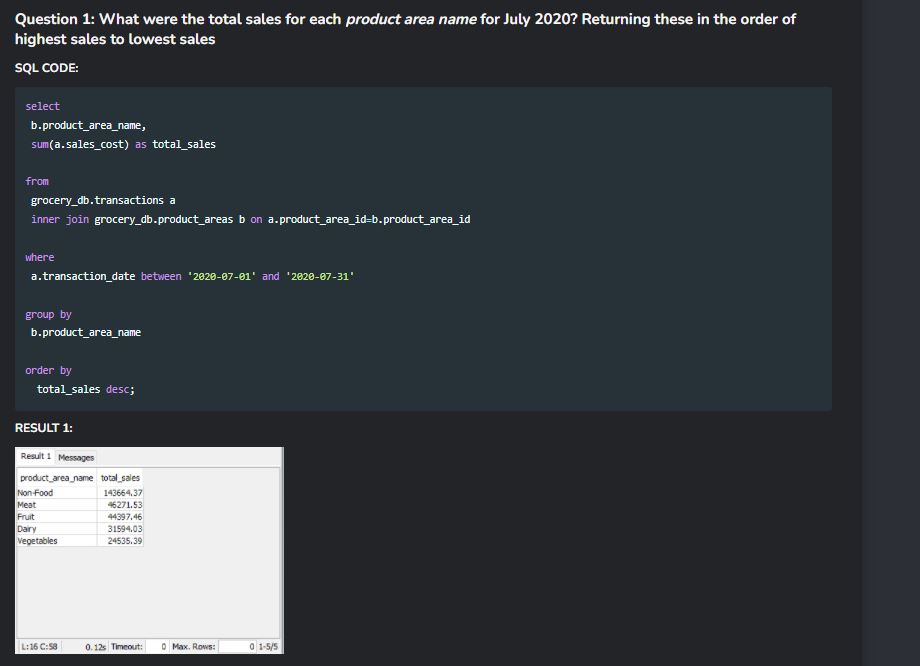 Question 1: What were the total sales for each product area name for July 2020? Returning these in the order of
highest sales to lowest sales
SQL CODE:
select
b.product_area_name,
sum(a.sales_cost) as total_sales
from
grocery_db.transactions a
inner join grocery_db.product_areas b on a.product_area_id=b.product_area_id
where
a.transaction_date between '2020-07-01' and '2020-07-31'
group by
b.product_area_name
order by
total_sales desc;
RESULT 1:
Result 1 Messages
product_area_name total_sales
Non-Food 143664.37
Meat 46271.53
Fruit 44397.46
Dairy 31594.03
Vegetables 24535.39
L:16 C:58 0.12s Timeout: 0 Max. Rows: 0 1-5/5